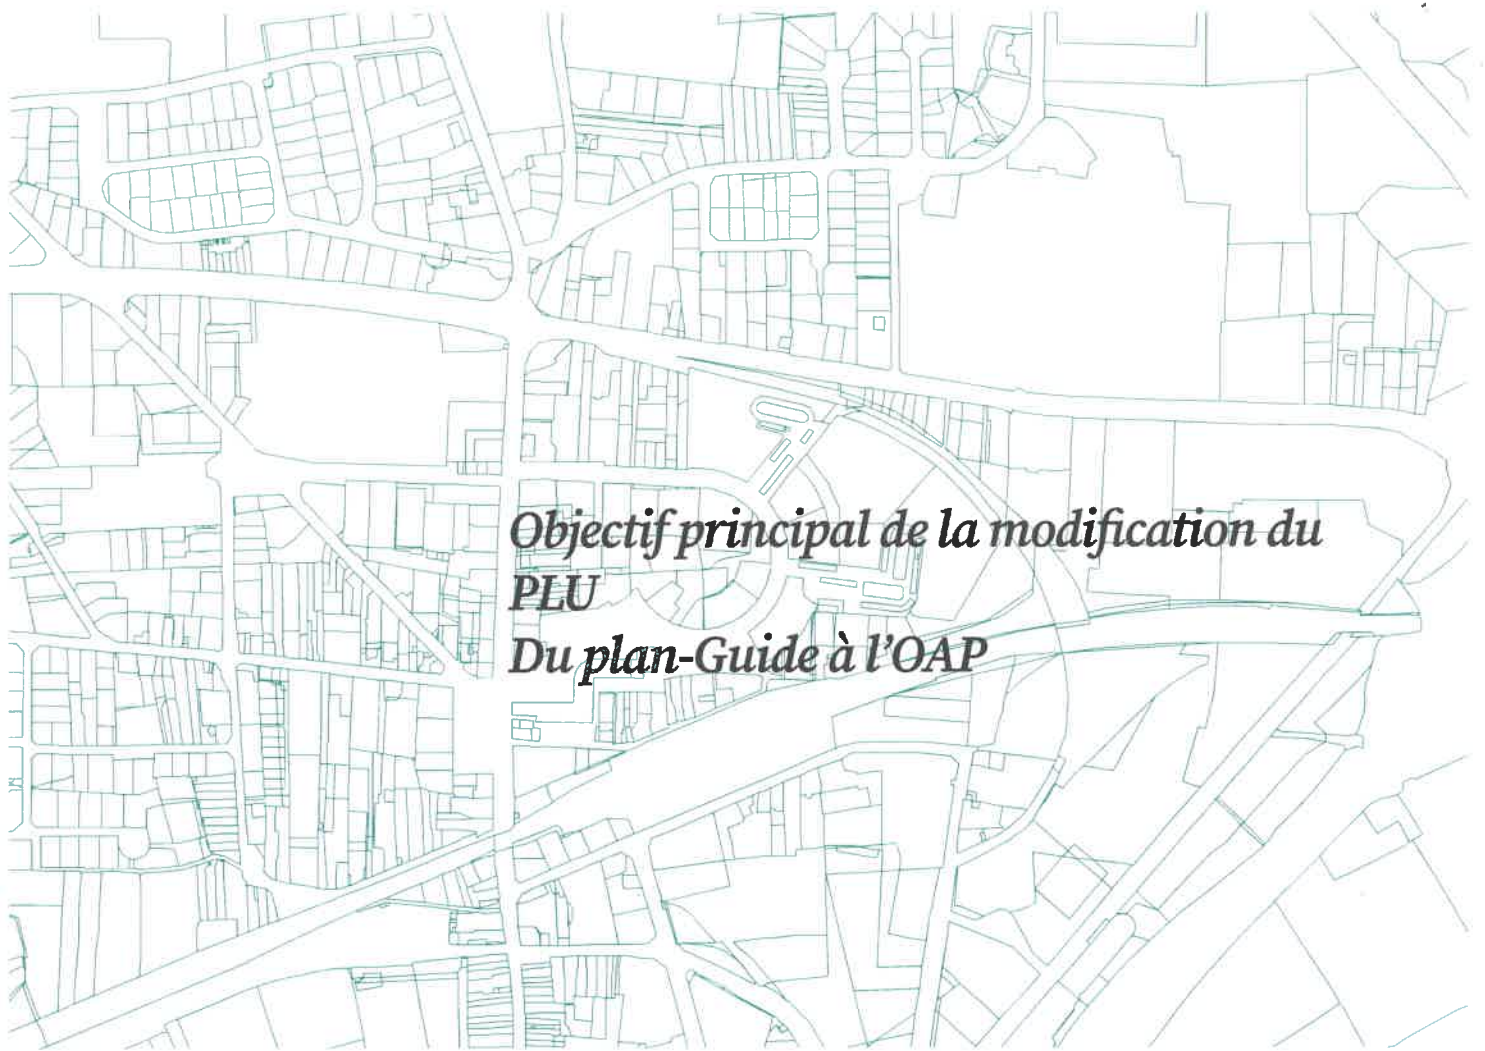 Objectif principal de la modification du
PLU
Du plan-Guide à l'OAP